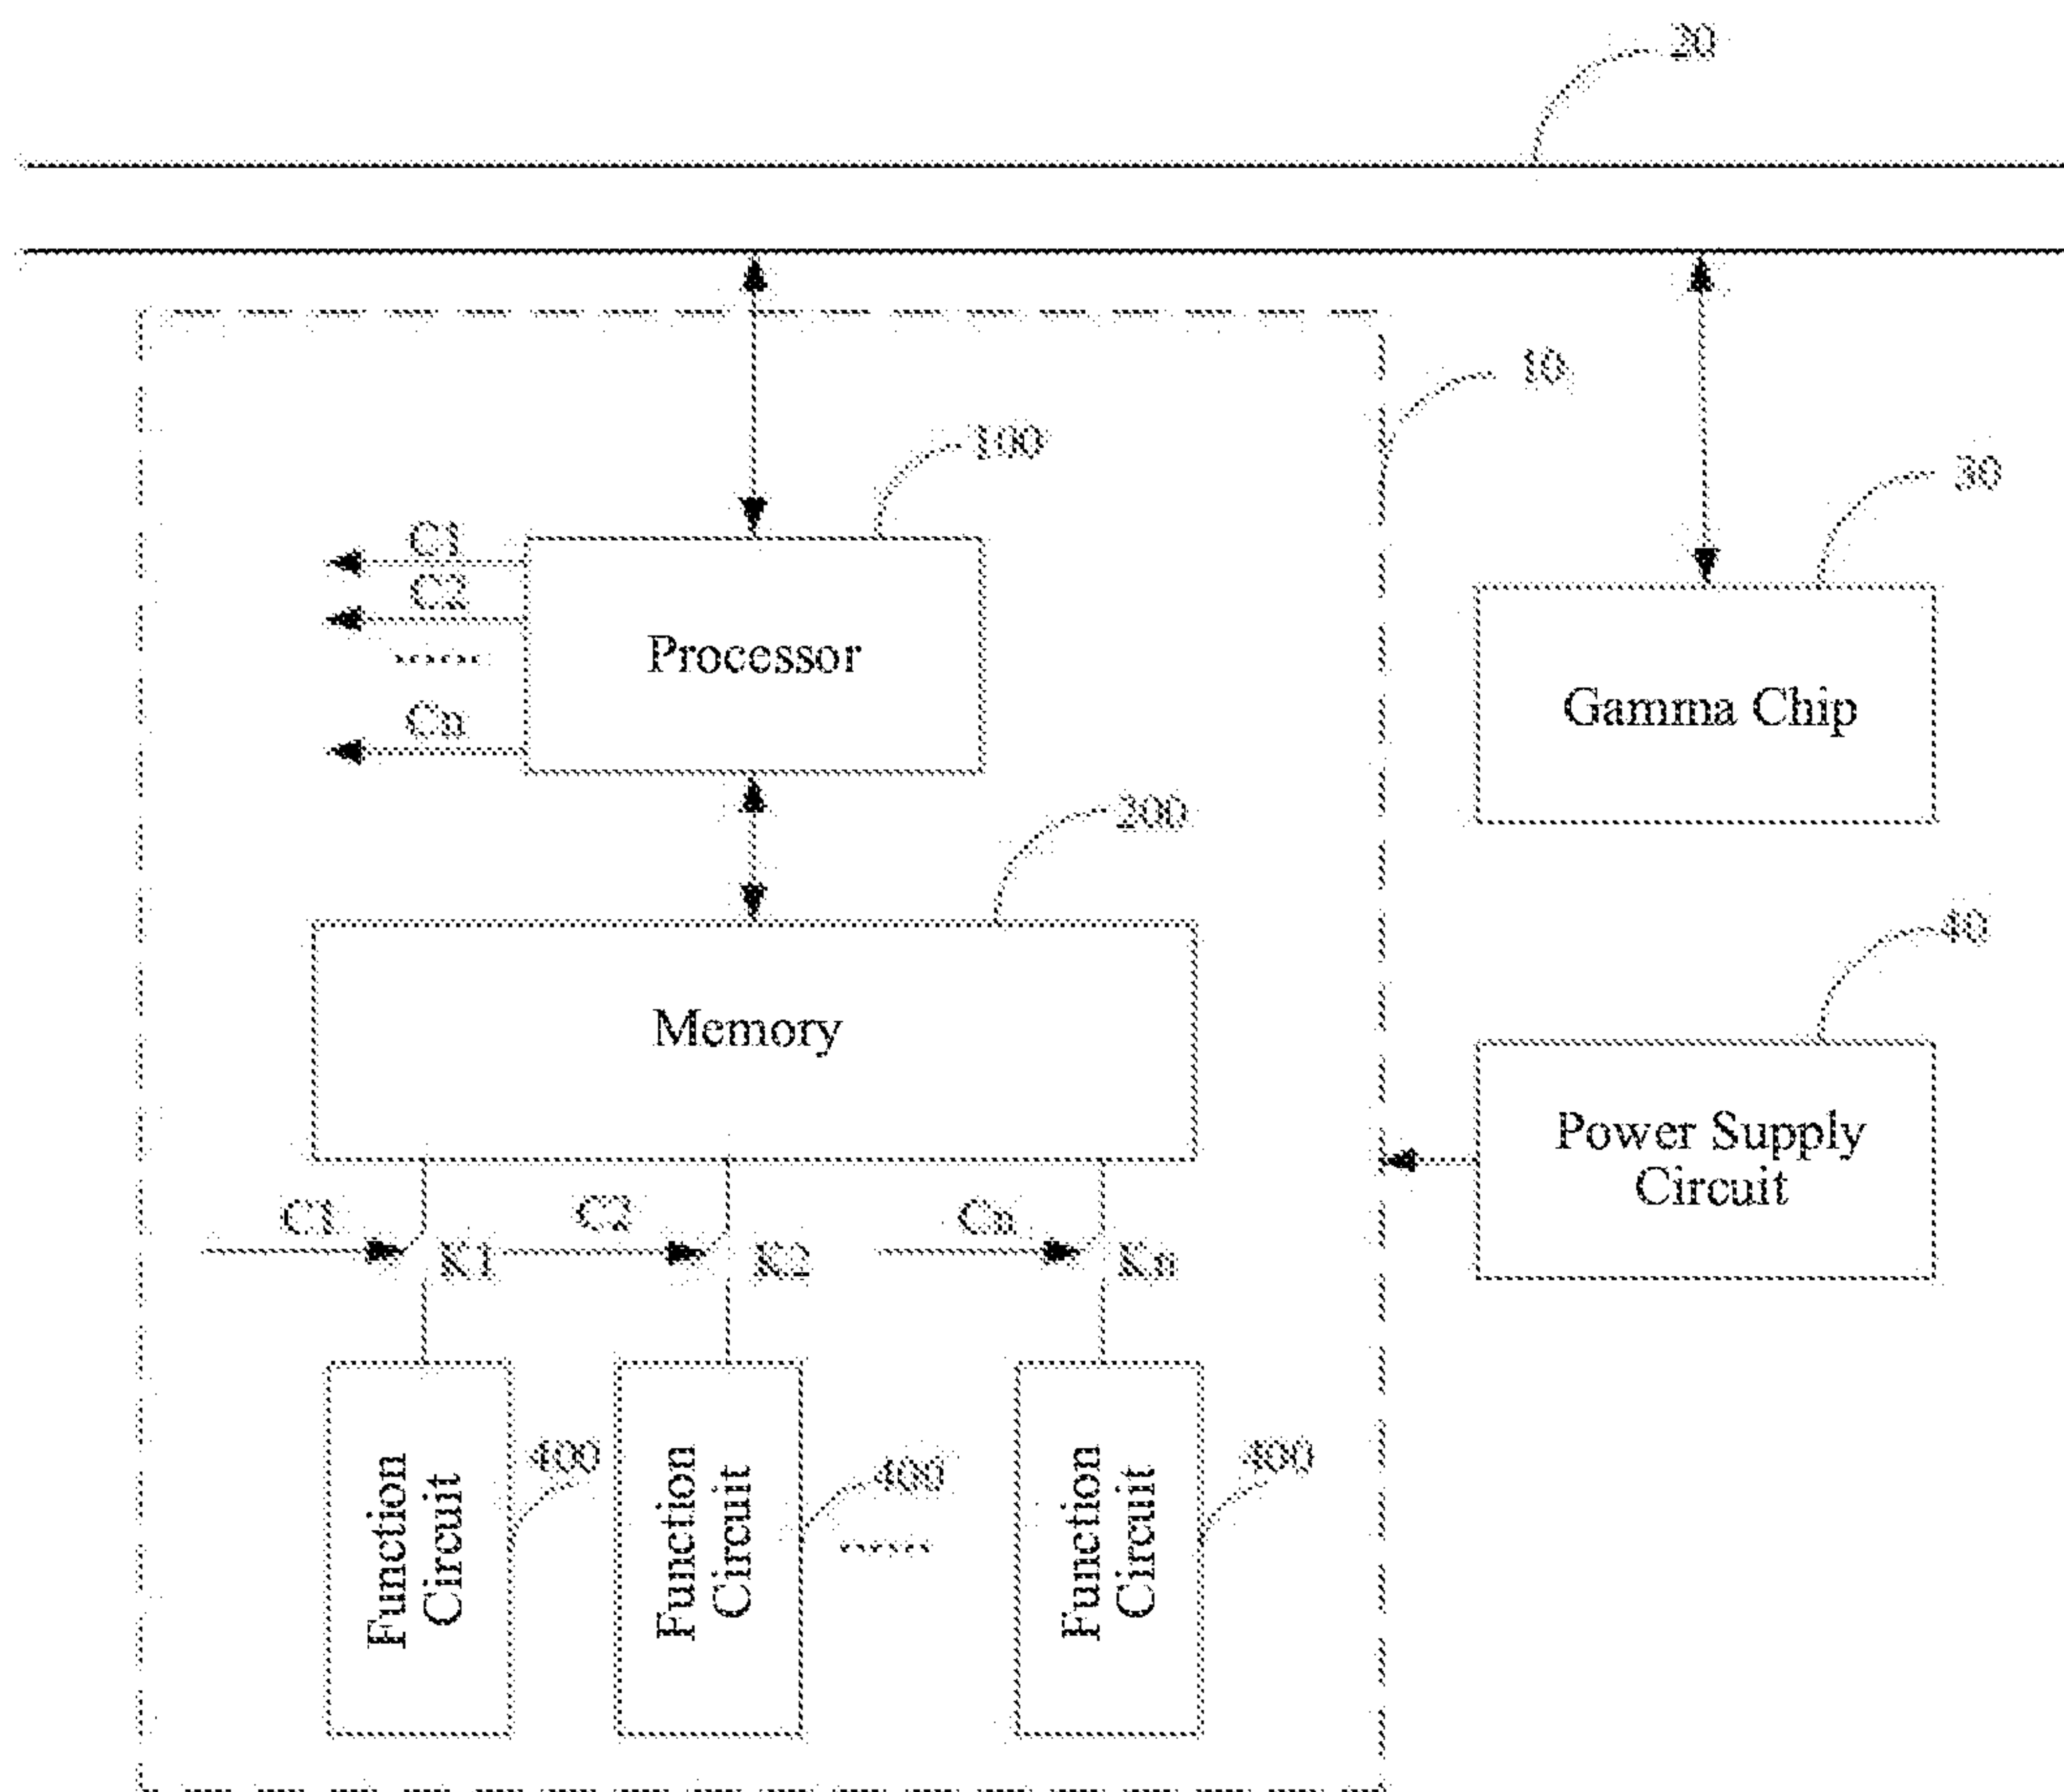 20
10
100
30
C1
C2
Processor
Cn
Gamma Chip
200
40
Memory
Power Supply
Circuit
C1
C2
Cn
K1
K2
Kn
400
400
400
Function
Circuit
Function
Circuit
Function
Circuit